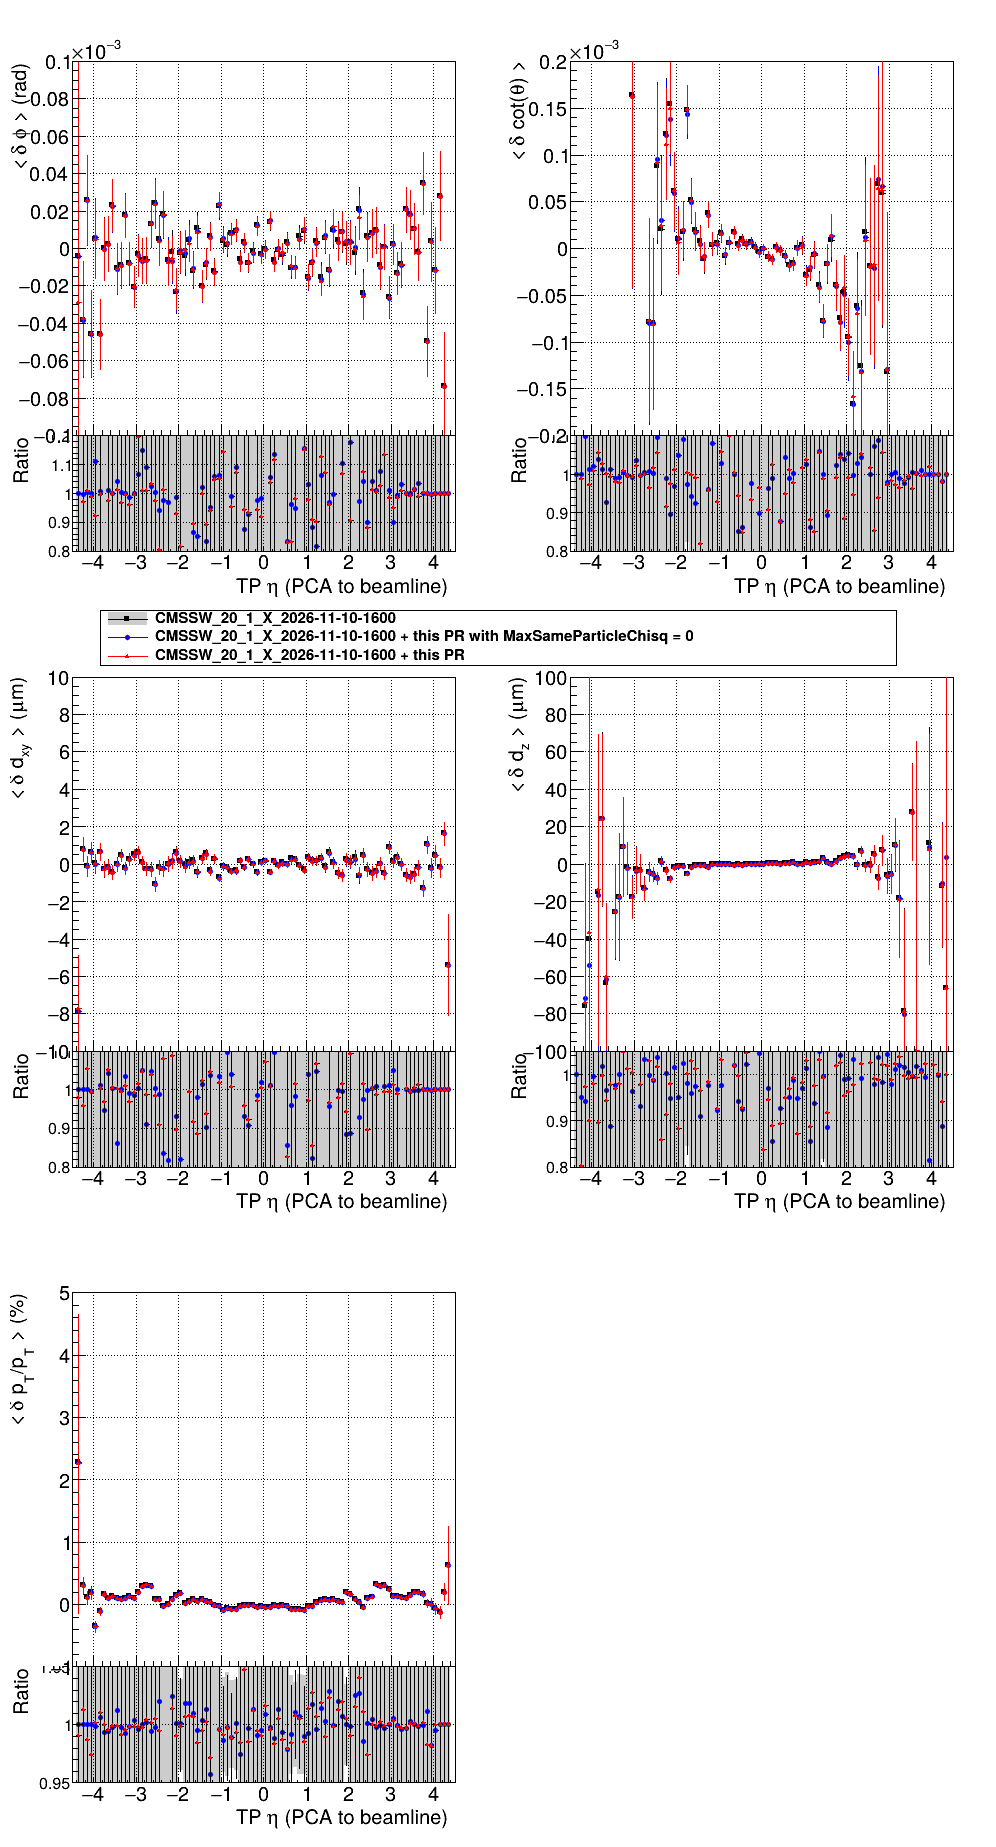 ×10⁻³
< δ ϕ > (rad)
0.1
0.08
0.06
0.04
0.02
0
−0.02
−0.04
−0.06
−0.08
−0.1
Ratio
1.1
1
0.9
0.8
−4 −3 −2 −1 0 1 2 3 4
TP η (PCA to beamline)
×10⁻³
< δ cot(θ) >
0.2
0.15
0.1
0.05
0
−0.05
−0.1
−0.15
−0.2
Ratio
1
0.9
0.8
−4 −3 −2 −1 0 1 2 3 4
TP η (PCA to beamline)
CMSSW_20_1_X_2026-11-10-1600
CMSSW_20_1_X_2026-11-10-1600 + this PR with MaxSameParticleChisq = 0
CMSSW_20_1_X_2026-11-10-1600 + this PR
< δ d_xy > (μm)
10
8
6
4
2
0
−2
−4
−6
−8
−10
Ratio
1
0.9
0.8
−4 −3 −2 −1 0 1 2 3 4
TP η (PCA to beamline)
< δ d_z > (μm)
100
80
60
40
20
0
−20
−40
−60
−80
−100
Ratio
1
0.9
0.8
−4 −3 −2 −1 0 1 2 3 4
TP η (PCA to beamline)
< δ p_T/p_T > (%)
5
4
3
2
1
0
Ratio
1.05
1
0.95
−4 −3 −2 −1 0 1 2 3 4
TP η (PCA to beamline)